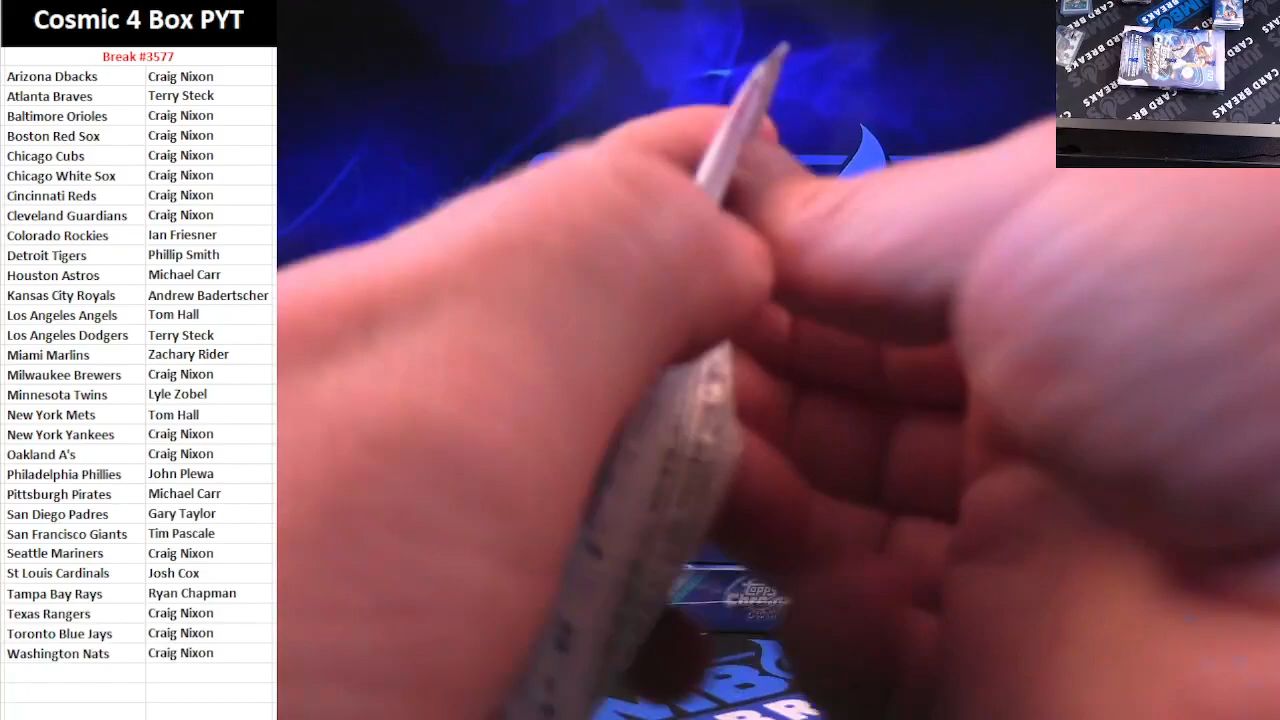 Cosmic 4 Box PYT
Break #3577
Arizona Dbacks Craig Nixon
Atlanta Braves Terry Steck
Baltimore Orioles Craig Nixon
Boston Red Sox Craig Nixon
Chicago Cubs Craig Nixon
Chicago White Sox Craig Nixon
Cincinnati Reds Craig Nixon
Cleveland Guardians Craig Nixon
Colorado Rockies Ian Friesner
Detroit Tigers Phillip Smith
Houston Astros Michael Carr
Kansas City Royals Andrew Badertscher
Los Angeles Angels Tom Hall
Los Angeles Dodgers Terry Steck
Miami Marlins Zachary Rider
Milwaukee Brewers Craig Nixon
Minnesota Twins Lyle Zobel
New York Mets Tom Hall
New York Yankees Craig Nixon
Oakland A's Craig Nixon
Philadelphia Phillies John Plewa
Pittsburgh Pirates Michael Carr
San Diego Padres Gary Taylor
San Francisco Giants Tim Pascale
Seattle Mariners Craig Nixon
St Louis Cardinals Josh Cox
Tampa Bay Rays Ryan Chapman
Texas Rangers Craig Nixon
Toronto Blue Jays Craig Nixon
Washington Nats Craig Nixon
CARD BREAKS
JUMBO
CARD BREAKS
Topps
Chrome